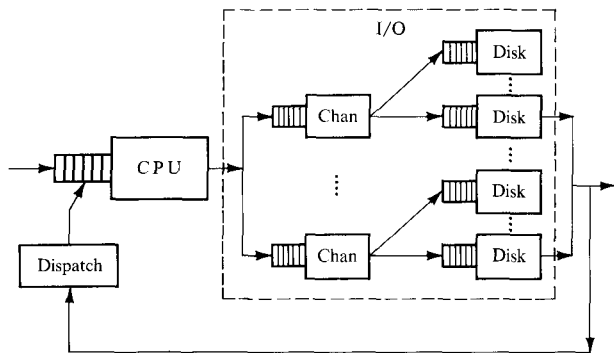 I/O
Disk
Chan
Disk
CPU
Disk
Chan
Disk
Dispatch